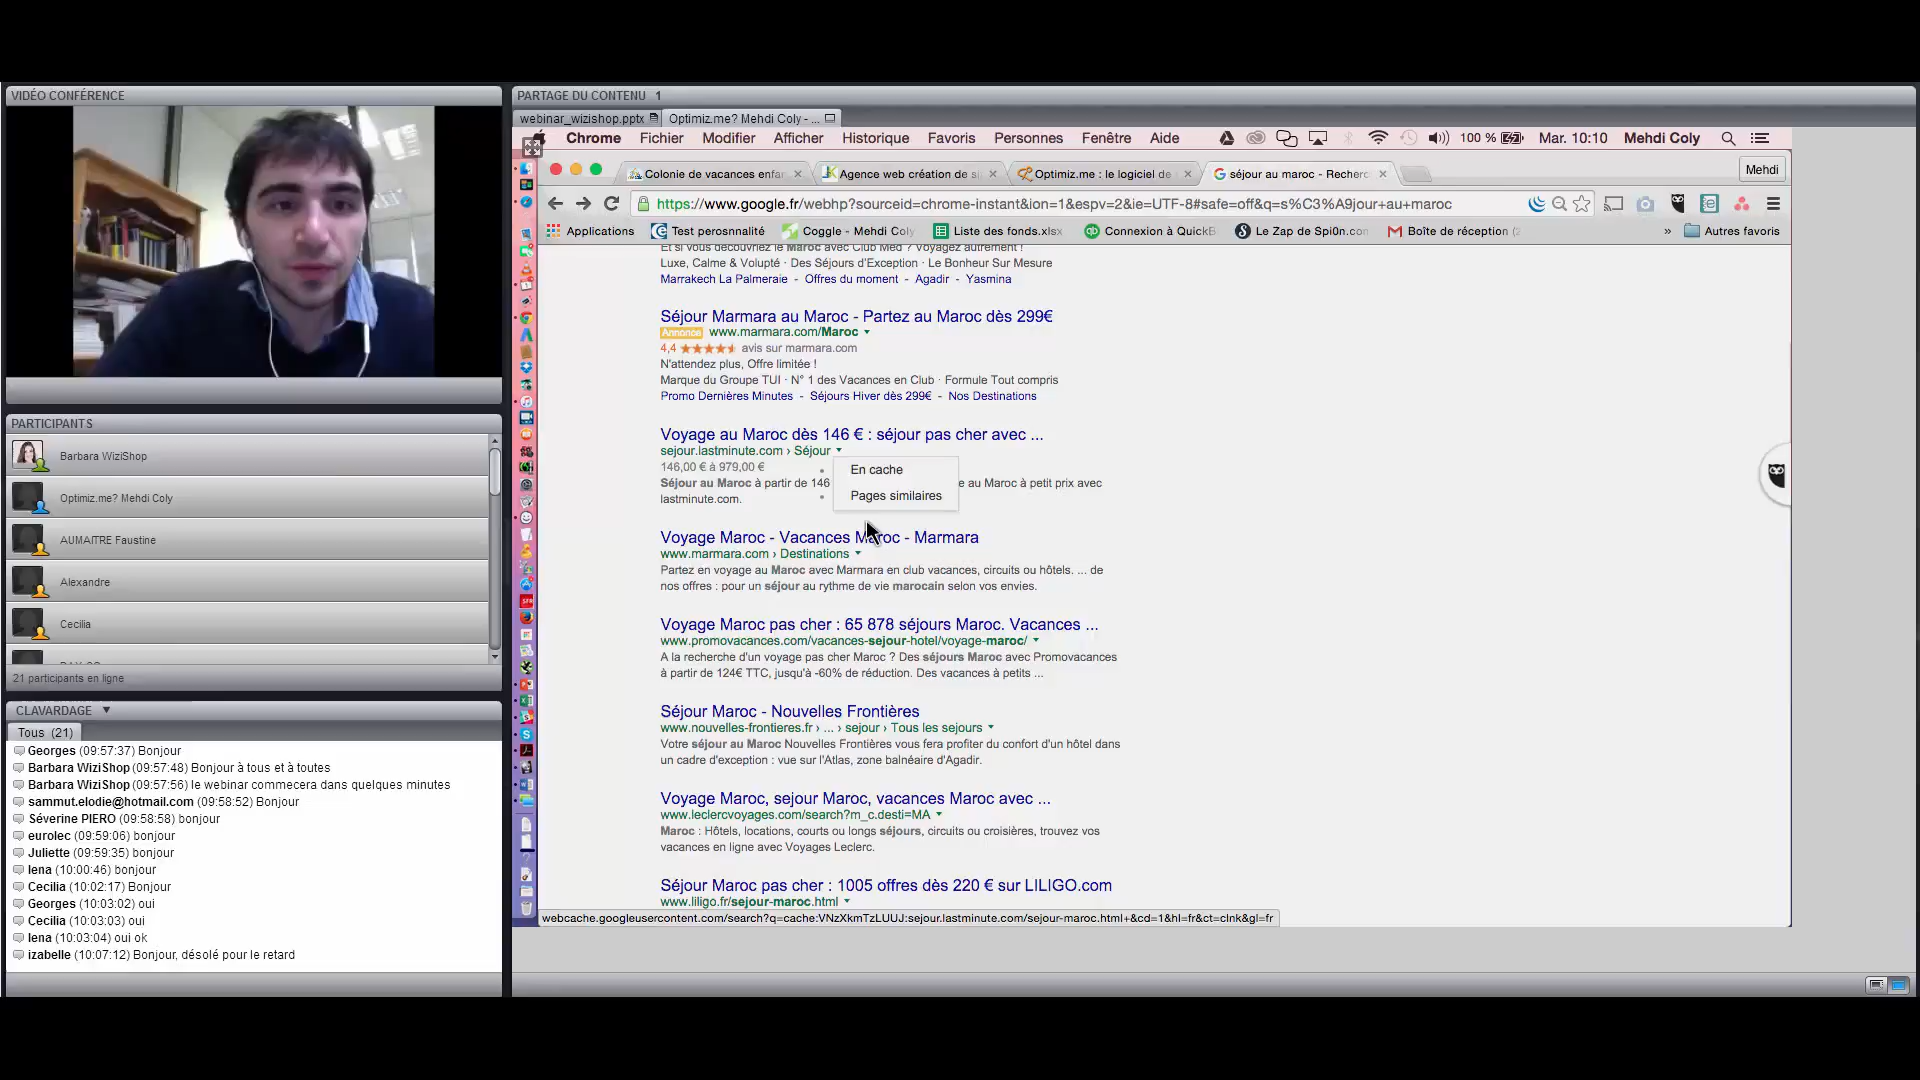 VIDÉO CONFÉRENCE
PARTICIPANTS
Barbara WiziShop
Optimiz.me? Mehdi Coly
AUMAITRE Faustine
Alexandre
Cecilia
21 participants en ligne
CLAVARDAGE
Tous (21)
Georges (09:57:37) Bonjour
Barbara WiziShop (09:57:48) Bonjour à tous et à toutes
Barbara WiziShop (09:57:56) le webinar commecera dans quelques minutes
sammut.elodie@hotmail.com (09:58:52) Bonjour
Séverine PIERO (09:58:58) bonjour
eurolec (09:59:06) bonjour
Juliette (09:59:35) bonjour
lena (10:00:46) bonjour
Cecilia (10:02:17) Bonjour
Georges (10:03:02) oui
Cecilia (10:03:03) oui
lena (10:03:04) oui ok
izabelle (10:07:12) Bonjour, désolé pour le retard
PARTAGE DU CONTENU 1
webinar_wizishop.pptx Optimiz.me? Mehdi Coly - ...
Chrome Fichier Modifier Afficher Historique Favoris Personnes Fenêtre Aide 100 % Mar. 10:10 Mehdi Coly
Colonie de vacances enfan Agence web création de si Optimiz.me : le logiciel de séjour au maroc - Recherc Mehdi
https://www.google.fr/webhp?sourceid=chrome-instant&ion=1&espv=2&ie=UTF-8#safe=off&q=s%C3%A9jour+au+maroc
Applications Test perosnnalité Coggle - Mehdi Coly Liste des fonds.xlsx Connexion à QuickB Le Zap de Spi0n.com Boîte de réception (2 » Autres favoris
Et si vous découvriez le Maroc avec Club Med ? Voyagez autrement !
Luxe, Calme & Volupté · Des Séjours d'Exception · Le Bonheur Sur Mesure
Marrakech La Palmeraie - Offres du moment - Agadir - Yasmina
Séjour Marmara au Maroc - Partez au Maroc dès 299€
Annonce www.marmara.com/Maroc
4,4 avis sur marmara.com
N'attendez plus, Offre limitée !
Marque du Groupe TUI · N° 1 des Vacances en Club · Formule Tout compris
Promo Dernières Minutes - Séjours Hiver dès 299€ - Nos Destinations
Voyage au Maroc dès 146 € : séjour pas cher avec ...
sejour.lastminute.com › Séjour
146,00 € à 979,00 €
En cache
Séjour au Maroc à partir de 146 e au Maroc à petit prix avec
Pages similaires
lastminute.com.
Voyage Maroc - Vacances Maroc - Marmara
www.marmara.com › Destinations
Partez en voyage au Maroc avec Marmara en club vacances, circuits ou hôtels. ... de
nos offres : pour un séjour au rythme de vie marocain selon vos envies.
Voyage Maroc pas cher : 65 878 séjours Maroc. Vacances ...
www.promovacances.com/vacances-sejour-hotel/voyage-maroc/
A la recherche d'un voyage pas cher Maroc ? Des séjours Maroc avec Promovacances
à partir de 124€ TTC, jusqu'à -60% de réduction. Des vacances à petits ...
Séjour Maroc - Nouvelles Frontières
www.nouvelles-frontieres.fr › ... › sejour › Tous les sejours
Votre séjour au Maroc Nouvelles Frontières vous fera profiter du confort d'un hôtel dans
un cadre d'exception : vue sur l'Atlas, zone balnéaire d'Agadir.
Voyage Maroc, sejour Maroc, vacances Maroc avec ...
www.leclercvoyages.com/search?m_c.desti=MA
Maroc : Hôtels, locations, courts ou longs séjours, circuits ou croisières, trouvez vos
vacances en ligne avec Voyages Leclerc.
Séjour Maroc pas cher : 1005 offres dès 220 € sur LILIGO.com
www.liligo.fr/sejour-maroc.html
webcache.googleusercontent.com/search?q=cache:VNzXkmTzLUUJ:sejour.lastminute.com/sejour-maroc.html+&cd=1&hl=fr&ct=clnk&gl=fr